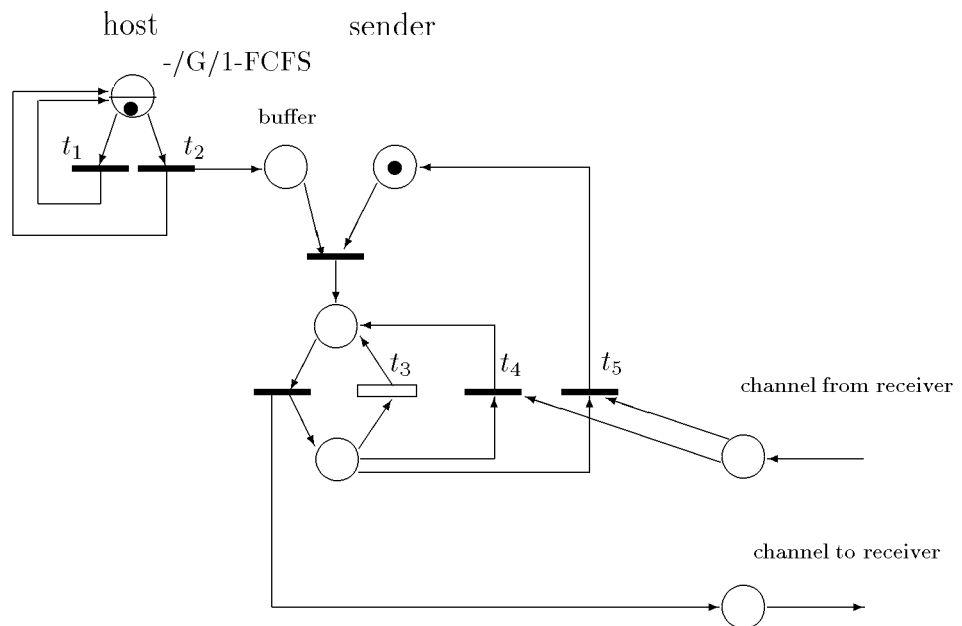 host sender
-/G/1-FCFS
buffer
t1 t2
t3 t4 t5
channel from receiver
channel to receiver